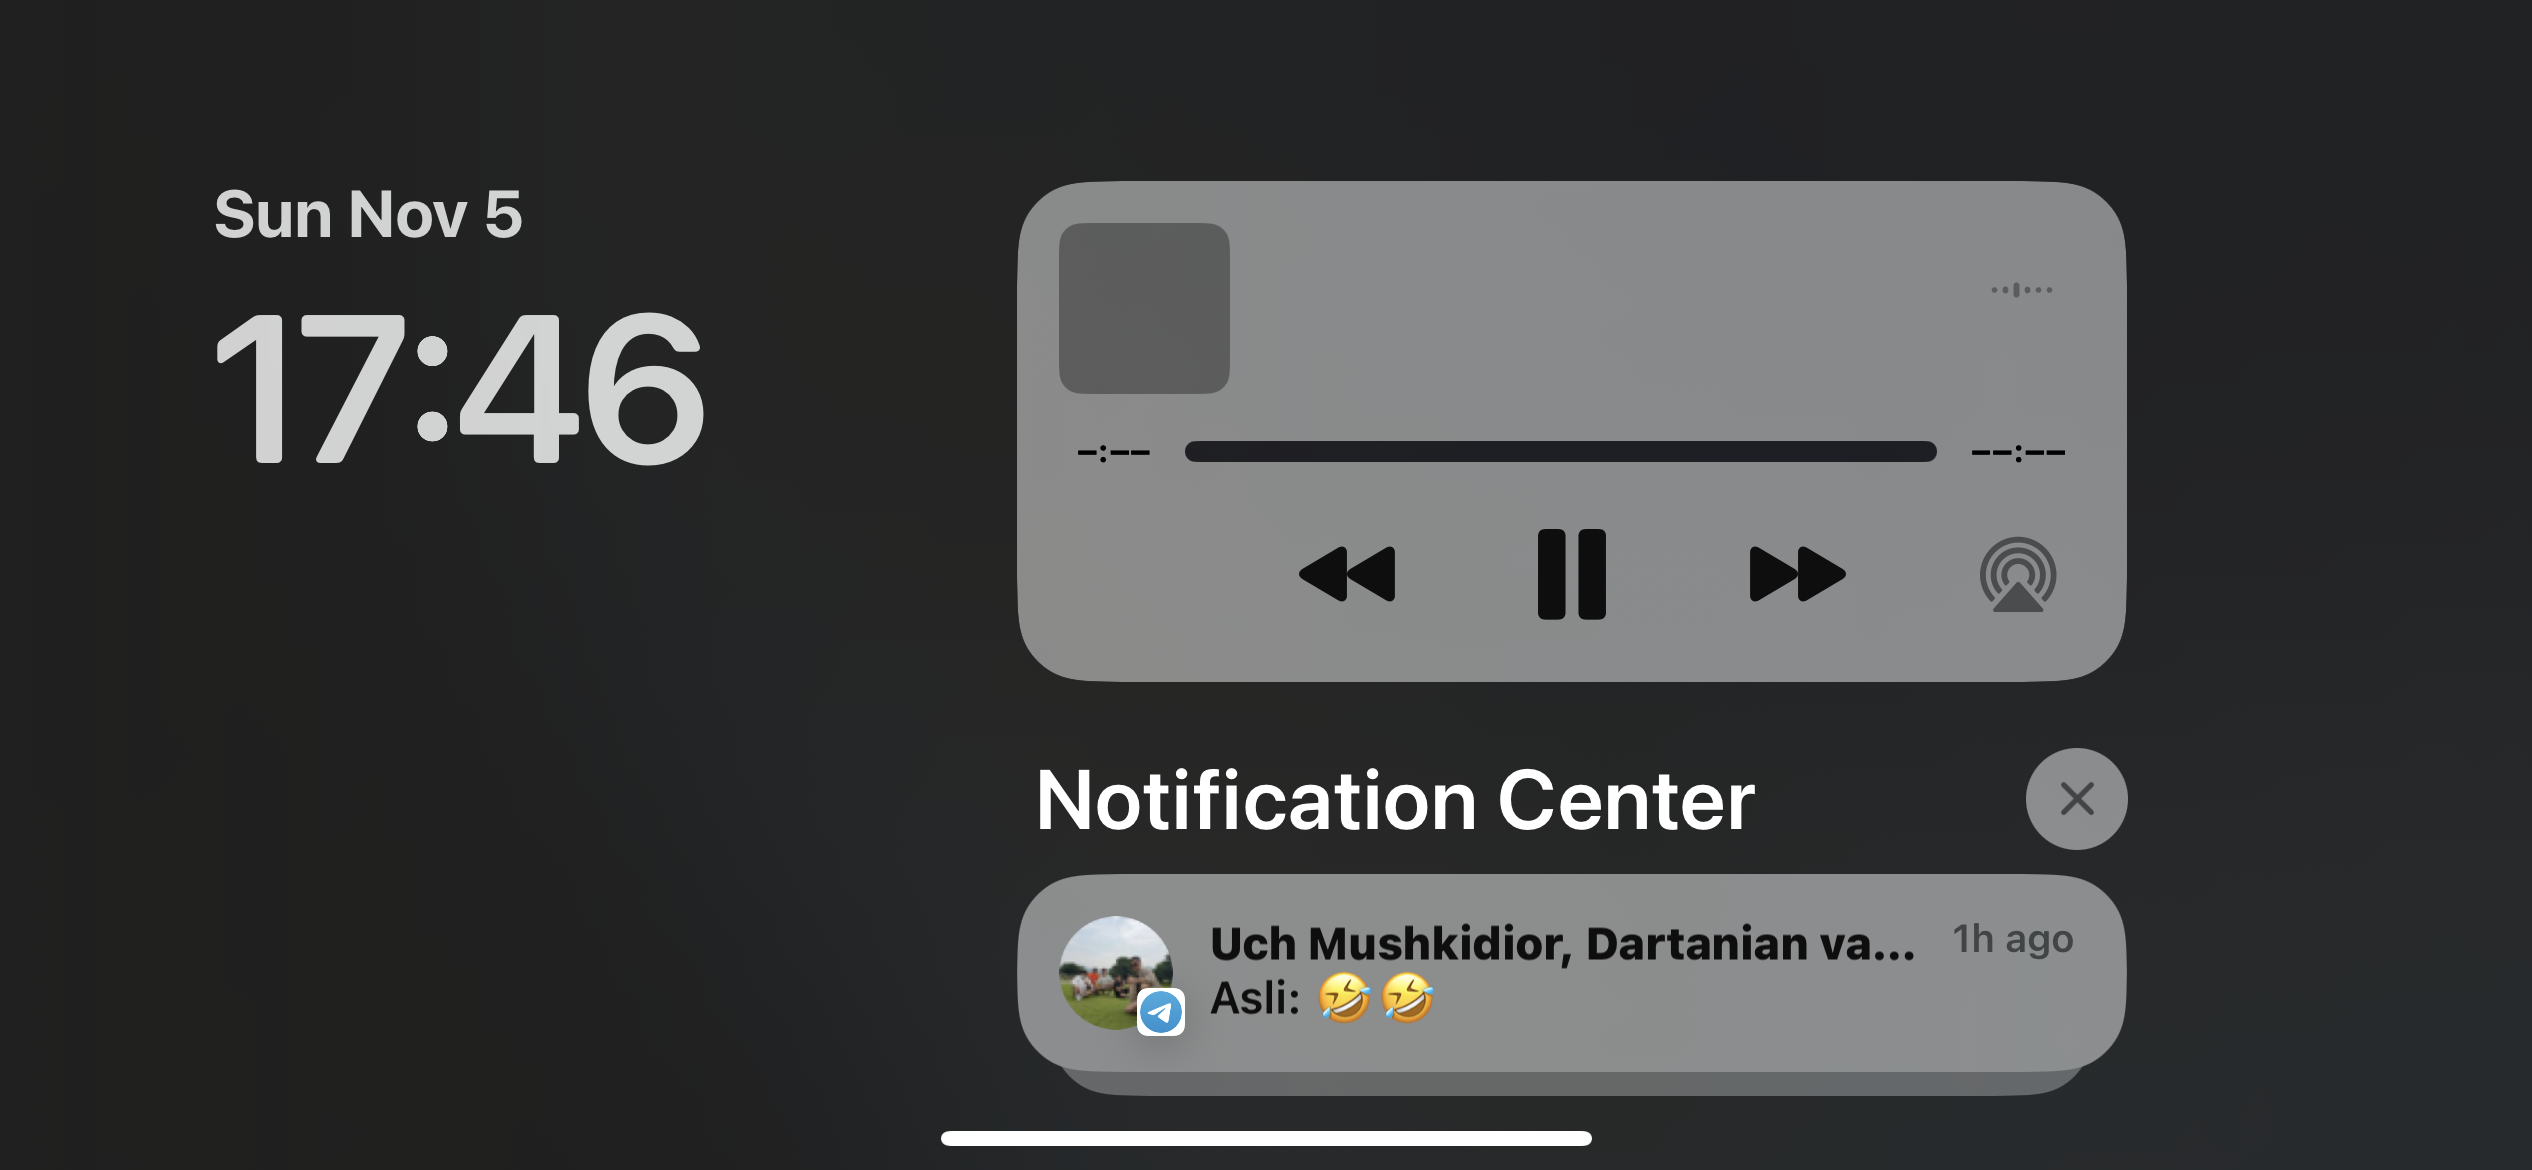 Sun Nov 5
17:46
-:-- --:--
Notification Center
Uch Mushkidior, Dartanian va... 1h ago
Asli: 🤣🤣